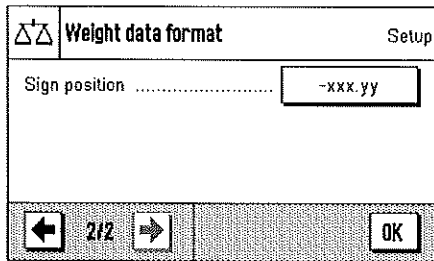 Weight data format Setup
Sign position ............................ -xxx.yy
2/2 OK